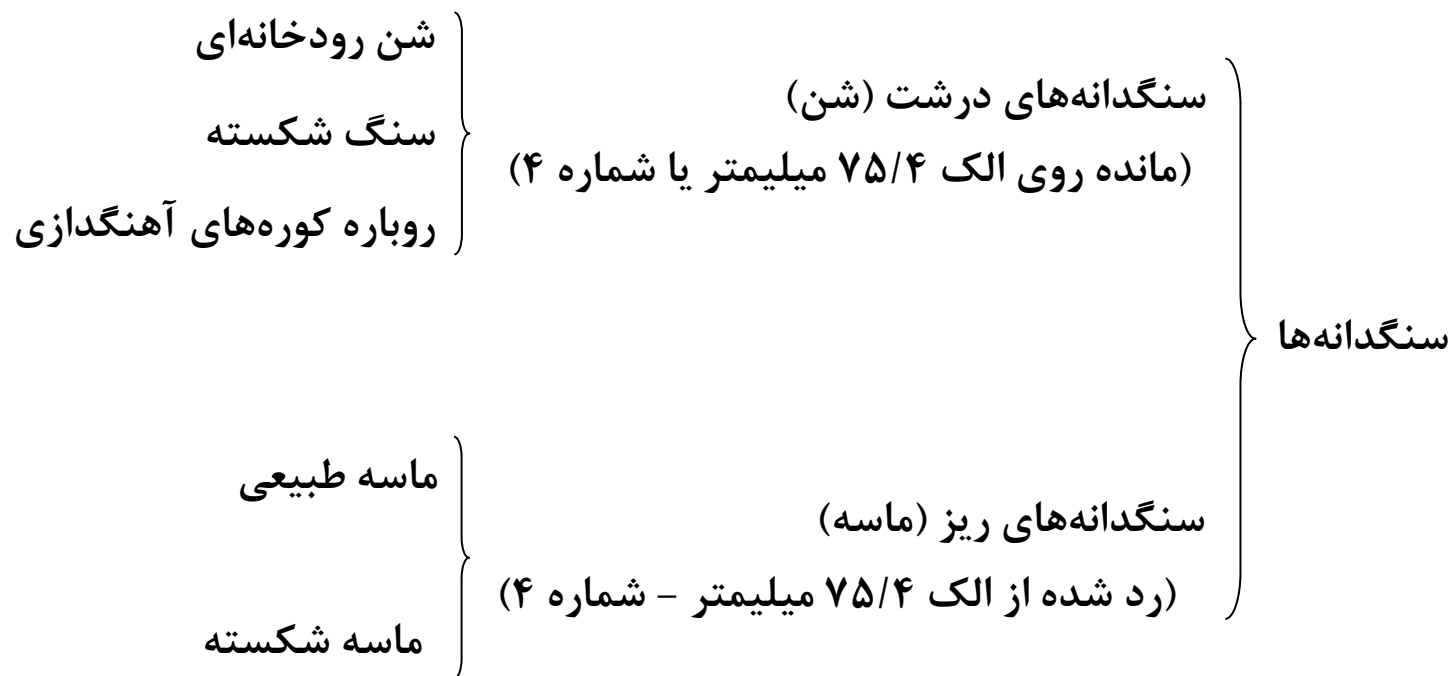 سنگدانه‌ها
سنگدانه‌های درشت (شن)
(مانده روی الک ۷۵/۴ میلیمتر یا شماره ۴)
شن رودخانه‌ای
سنگ شکسته
روباره کوره‌های آهنگدازی
سنگدانه‌های ریز (ماسه)
(رد شده از الک ۷۵/۴ میلیمتر – شماره ۴)
ماسه طبیعی
ماسه شکسته